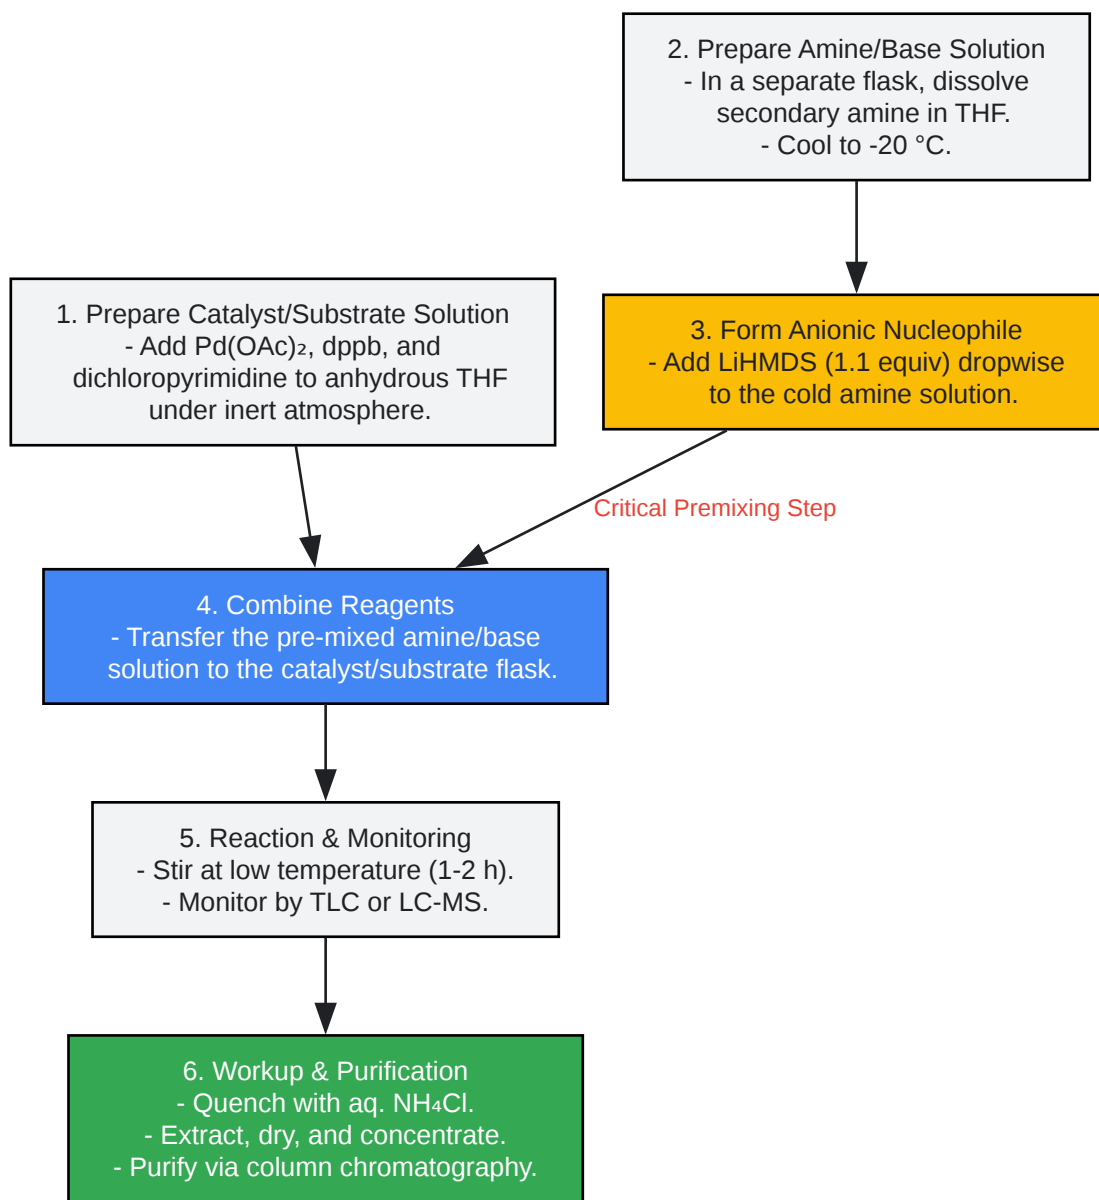 2. Prepare Amine/Base Solution
- In a separate flask, dissolve
secondary amine in THF.
- Cool to -20 °C.
1. Prepare Catalyst/Substrate Solution
- Add Pd(OAc)₂, dppb, and
dichloropyrimidine to anhydrous THF
under inert atmosphere.
3. Form Anionic Nucleophile
- Add LiHMDS (1.1 equiv) dropwise
to the cold amine solution.
Critical Premixing Step
4. Combine Reagents
- Transfer the pre-mixed amine/base
solution to the catalyst/substrate flask.
5. Reaction & Monitoring
- Stir at low temperature (1-2 h).
- Monitor by TLC or LC-MS.
6. Workup & Purification
- Quench with aq. NH₄Cl.
- Extract, dry, and concentrate.
- Purify via column chromatography.